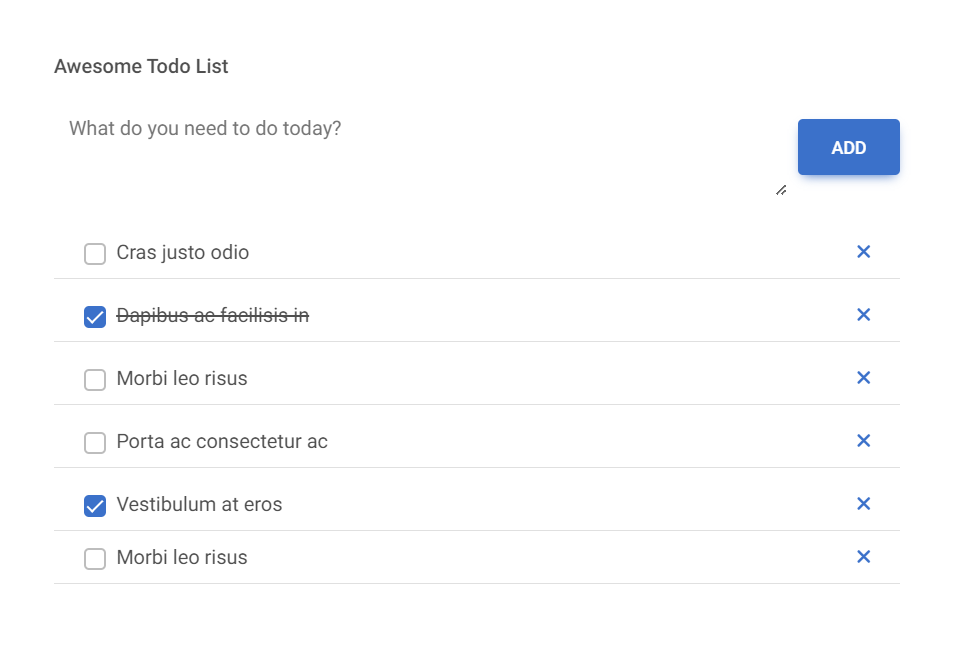 Awesome Todo List
What do you need to do today?
ADD
Cras justo odio
Dapibus ac facilisis in
Morbi leo risus
Porta ac consectetur ac
Vestibulum at eros
Morbi leo risus